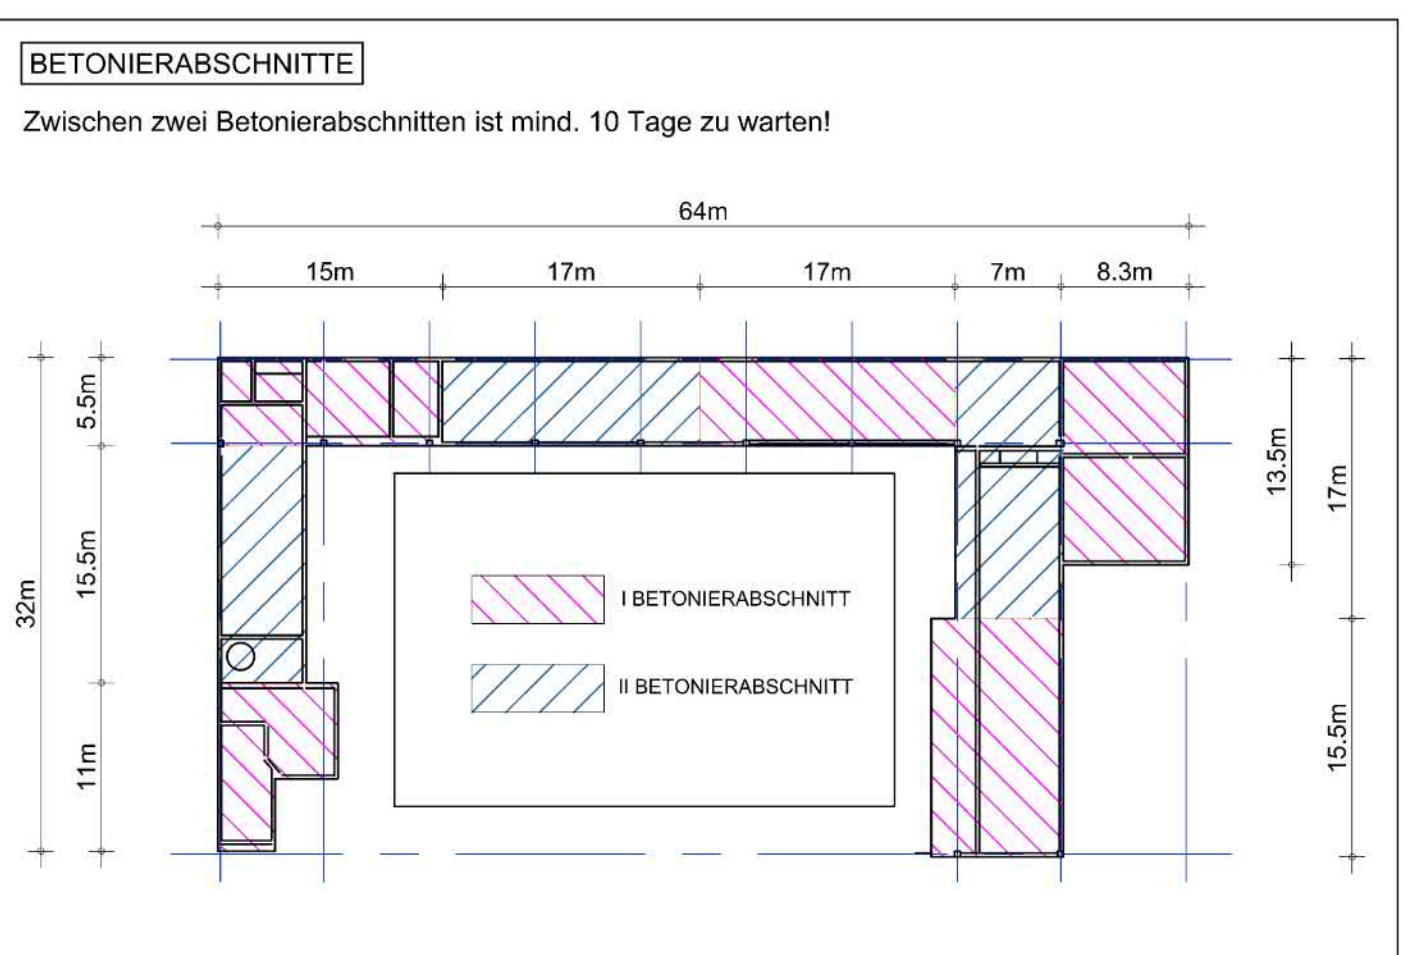 BETONIERABSCHNITTE
Zwischen zwei Betonierabschnitten ist mind. 10 Tage zu warten!
64m
15m
17m
17m
7m
8.3m
5.5m
15.5m
11m
32m
13.5m
17m
15.5m
I BETONIERABSCHNITT
II BETONIERABSCHNITT